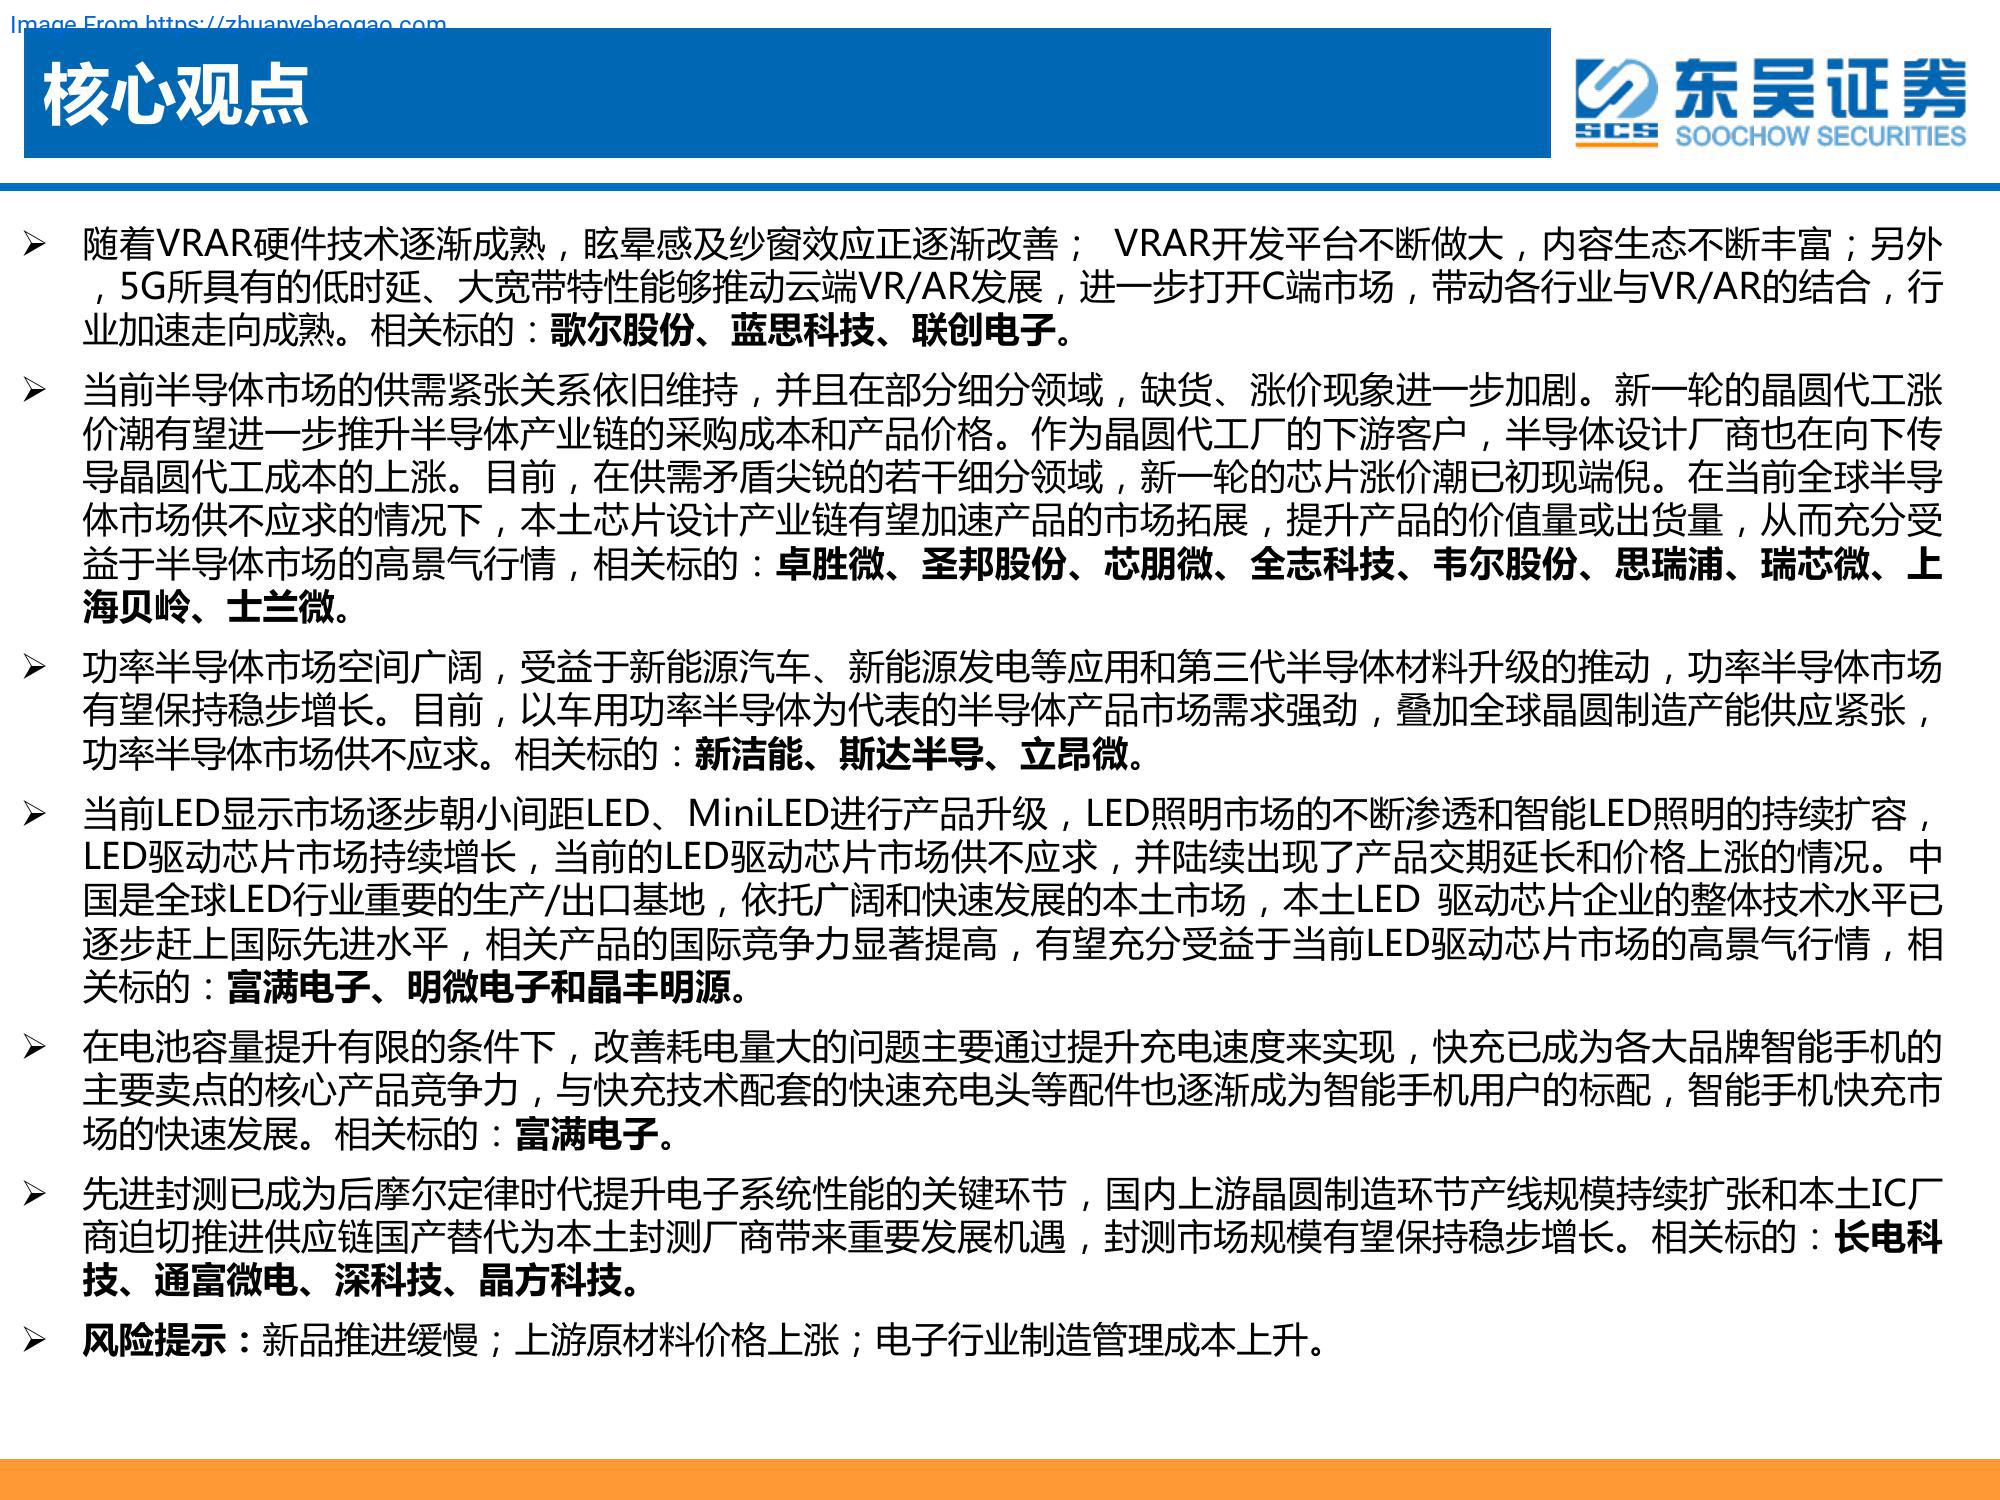 Image From https://zhuanyebaogao.com
核心观点
SCS
东吴证券
SOOCHOW SECURITIES
➢ 随着VRAR硬件技术逐渐成熟，眩晕感及纱窗效应正逐渐改善； VRAR开发平台不断做大，内容生态不断丰富；另外
，5G所具有的低时延、大宽带特性能够推动云端VR/AR发展，进一步打开C端市场，带动各行业与VR/AR的结合，行
业加速走向成熟。相关标的：歌尔股份、蓝思科技、联创电子。
➢ 当前半导体市场的供需紧张关系依旧维持，并且在部分细分领域，缺货、涨价现象进一步加剧。新一轮的晶圆代工涨
价潮有望进一步推升半导体产业链的采购成本和产品价格。作为晶圆代工厂的下游客户，半导体设计厂商也在向下传
导晶圆代工成本的上涨。目前，在供需矛盾尖锐的若干细分领域，新一轮的芯片涨价潮已初现端倪。在当前全球半导
体市场供不应求的情况下，本土芯片设计产业链有望加速产品的市场拓展，提升产品的价值量或出货量，从而充分受
益于半导体市场的高景气行情，相关标的：卓胜微、圣邦股份、芯朋微、全志科技、韦尔股份、思瑞浦、瑞芯微、上
海贝岭、士兰微。
➢ 功率半导体市场空间广阔，受益于新能源汽车、新能源发电等应用和第三代半导体材料升级的推动，功率半导体市场
有望保持稳步增长。目前，以车用功率半导体为代表的半导体产品市场需求强劲，叠加全球晶圆制造产能供应紧张，
功率半导体市场供不应求。相关标的：新洁能、斯达半导、立昂微。
➢ 当前LED显示市场逐步朝小间距LED、MiniLED进行产品升级，LED照明市场的不断渗透和智能LED照明的持续扩容，
LED驱动芯片市场持续增长，当前的LED驱动芯片市场供不应求，并陆续出现了产品交期延长和价格上涨的情况。中
国是全球LED行业重要的生产/出口基地，依托广阔和快速发展的本土市场，本土LED 驱动芯片企业的整体技术水平已
逐步赶上国际先进水平，相关产品的国际竞争力显著提高，有望充分受益于当前LED驱动芯片市场的高景气行情，相
关标的：富满电子、明微电子和晶丰明源。
➢ 在电池容量提升有限的条件下，改善耗电量大的问题主要通过提升充电速度来实现，快充已成为各大品牌智能手机的
主要卖点的核心产品竞争力，与快充技术配套的快速充电头等配件也逐渐成为智能手机用户的标配，智能手机快充市
场的快速发展。相关标的：富满电子。
➢ 先进封测已成为后摩尔定律时代提升电子系统性能的关键环节，国内上游晶圆制造环节产线规模持续扩张和本土IC厂
商迫切推进供应链国产替代为本土封测厂商带来重要发展机遇，封测市场规模有望保持稳步增长。相关标的：长电科
技、通富微电、深科技、晶方科技。
➢ 风险提示：新品推进缓慢；上游原材料价格上涨；电子行业制造管理成本上升。